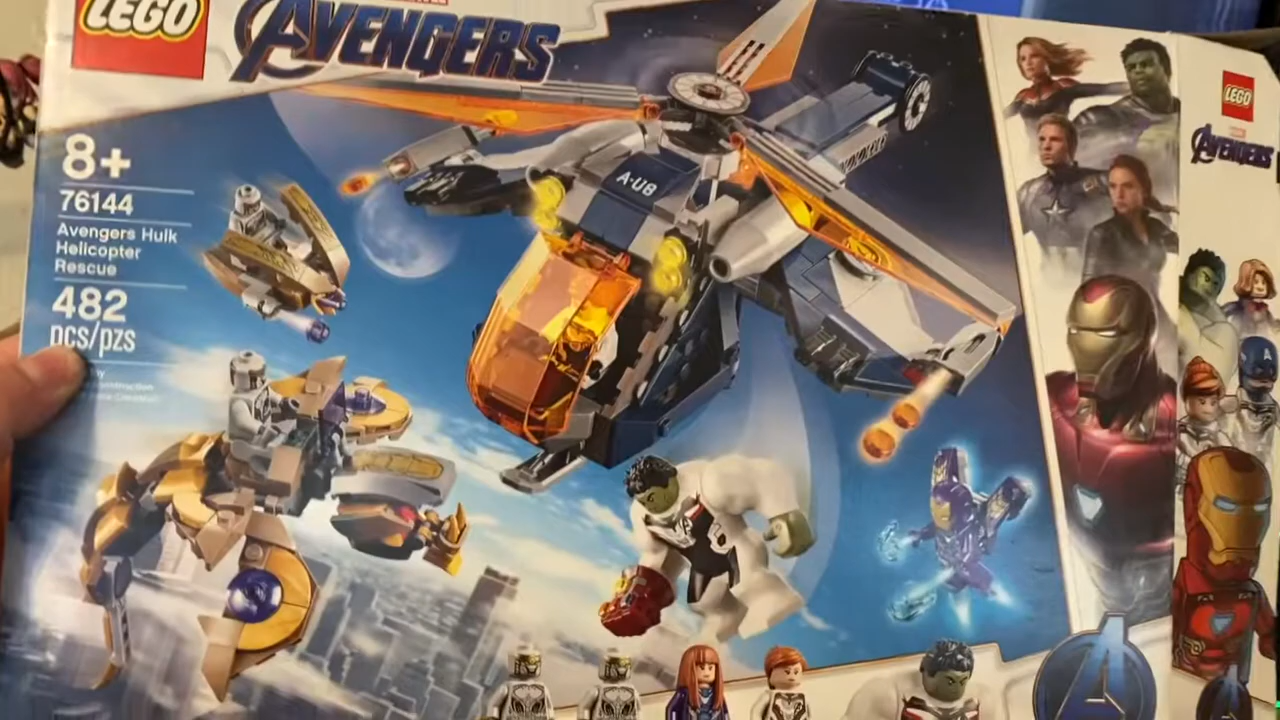 LEGO
AVENGERS
8+
76144
Avengers Hulk
Helicopter
Rescue
482
pcs/pzs
A-U8
LEGO
AVENGERS